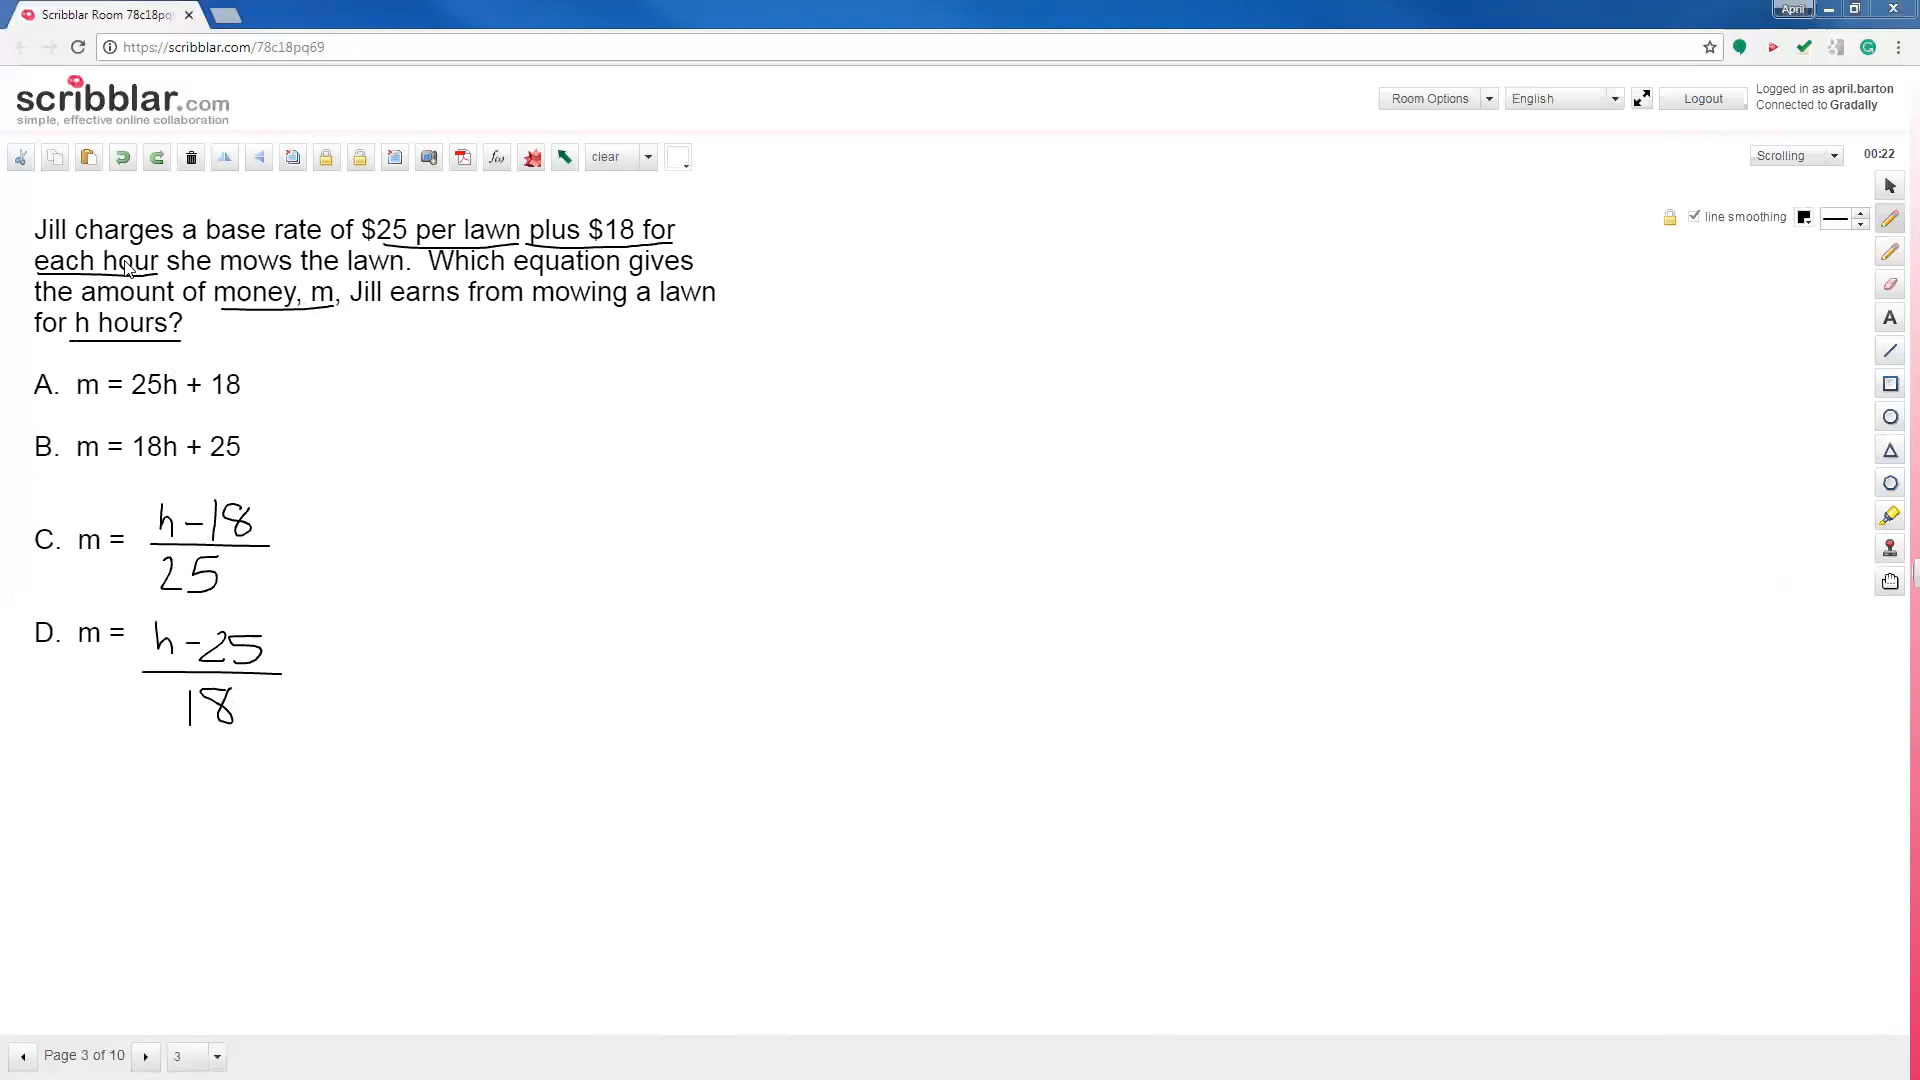 Scribblar Room 78c18pq
April
https://scribblar.com/78c18pq69
scribblar.com
simple, effective online collaboration
Room Options
English
Logout
Logged in as april.barton
Connected to Gradally
f(x)
clear
Scrolling
00:22
line smoothing
A
Jill charges a base rate of $25 per lawn plus $18 for
each hour she mows the lawn. Which equation gives
the amount of money, m, Jill earns from mowing a lawn
for h hours?
A. m = 25h + 18
B. m = 18h + 25
C. m = h - 18
25
D. m = h - 25
18
Page 3 of 10
3